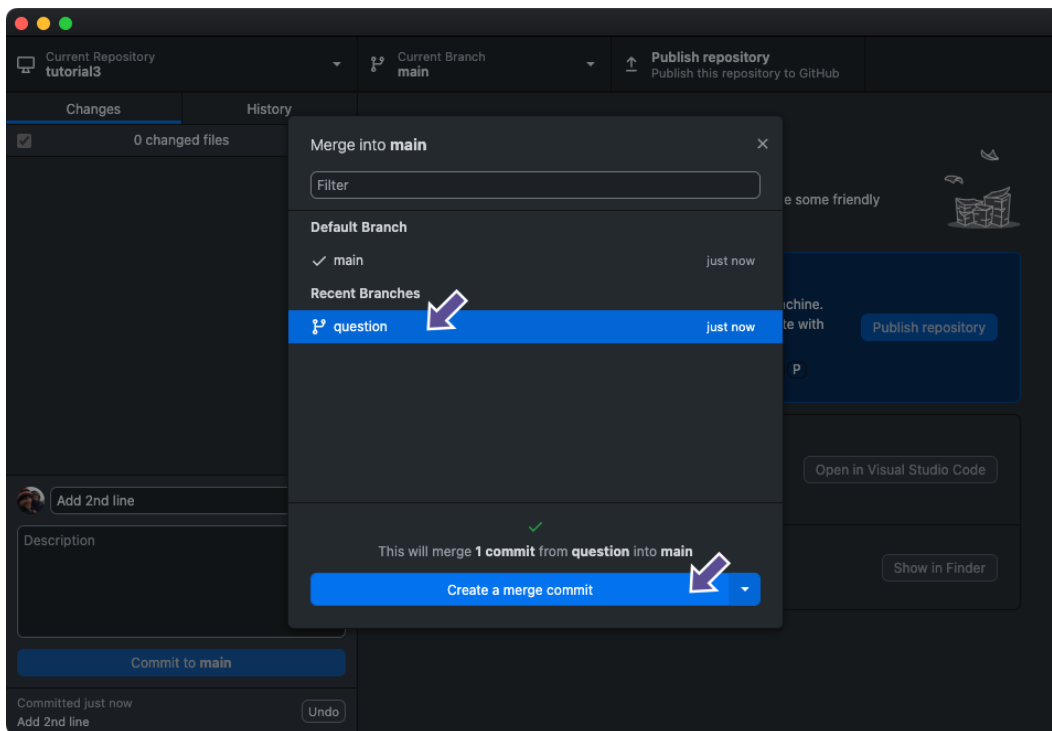 Current Repository
tutorial3
Current Branch
main
Publish repository
Publish this repository to GitHub
Changes
History
0 changed files
Merge into main
Filter
Default Branch
main
just now
Recent Branches
question
just now
This will merge 1 commit from question into main
Create a merge commit
e some friendly
chine.
te with
Publish repository
P
Open in Visual Studio Code
Show in Finder
Add 2nd line
Description
Commit to main
Committed just now
Add 2nd line
Undo